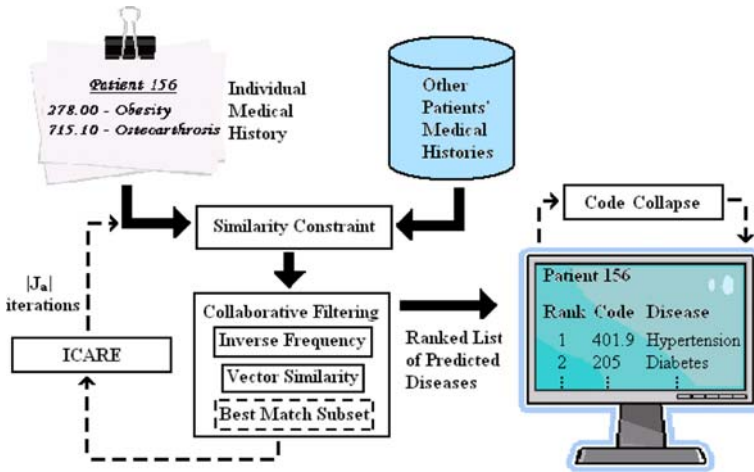 Patient 156
278.00 - Obesity
715.10 - Osteoarthrosis
Individual
Medical
History
Other
Patients'
Medical
Histories
Similarity Constraint
Code Collapse
|Jₐ|
iterations
ICARE
Collaborative Filtering
Inverse Frequency
Vector Similarity
Best Match Subset
Ranked List
of Predicted
Diseases
Patient 156
Rank Code Disease
1 401.9 Hypertension
2 205 Diabetes
⋮ ⋮ ⋮